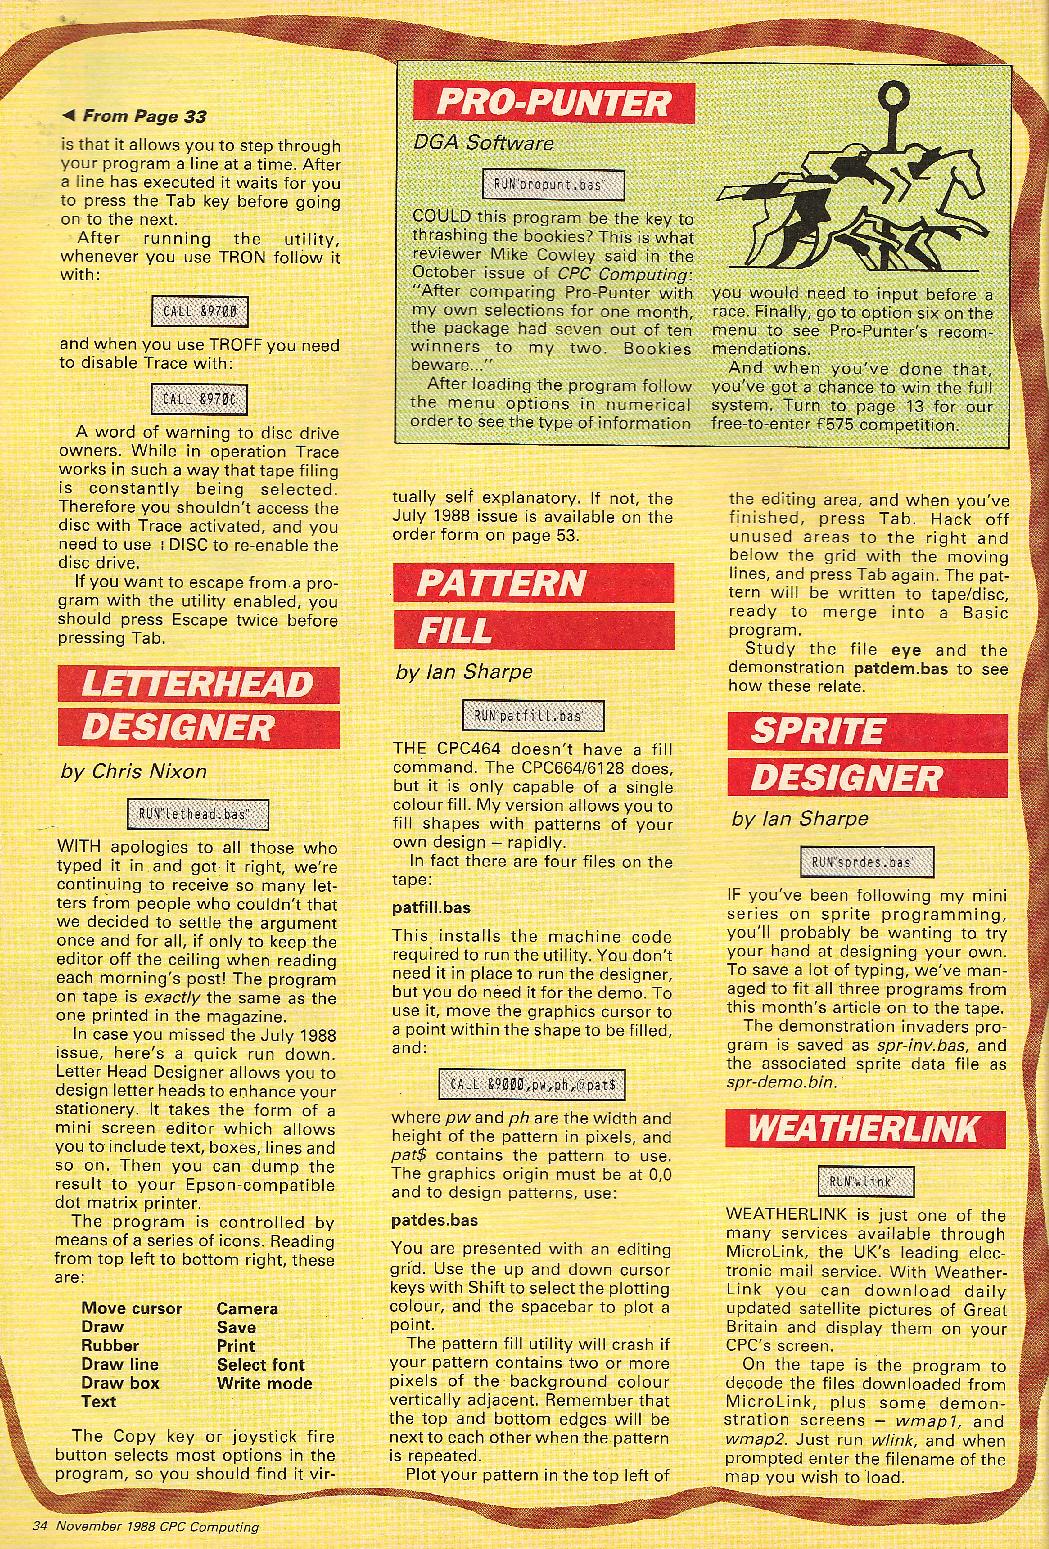 ◄ From Page 33
is that it allows you to step through
your program a line at a time. After
a line has executed it waits for you
to press the Tab key before going
on to the next.
After running the utility,
whenever you use TRON follow it
with:
CALL &9700
and when you use TROFF you need
to disable Trace with:
CALL &970C
A word of warning to disc drive
owners. While in operation Trace
works in such a way that tape filing
is constantly being selected.
Therefore you shouldn't access the
disc with Trace activated, and you
need to use ıDISC to re-enable the
disc drive.
If you want to escape from a pro-
gram with the utility enabled, you
should press Escape twice before
pressing Tab.
LETTERHEAD
DESIGNER
by Chris Nixon
RUN"lethead.bas"
WITH apologies to all those who
typed it in and got it right, we're
continuing to receive so many let-
ters from people who couldn't that
we decided to settle the argument
once and for all, if only to keep the
editor off the ceiling when reading
each morning's post! The program
on tape is exactly the same as the
one printed in the magazine.
In case you missed the July 1988
issue, here's a quick run down.
Letter Head Designer allows you to
design letter heads to enhance your
stationery. It takes the form of a
mini screen editor which allows
you to include text, boxes, lines and
so on. Then you can dump the
result to your Epson-compatible
dot matrix printer.
The program is controlled by
means of a series of icons. Reading
from top left to bottom right, these
are:
Move cursor Camera
Draw Save
Rubber Print
Draw line Select font
Draw box Write mode
Text
The Copy key or joystick fire
button selects most options in the
program, so you should find it vir-
PRO-PUNTER
DGA Software
RUN"propunt.bas"
COULD this program be the key to
thrashing the bookies? This is what
reviewer Mike Cowley said in the
October issue of CPC Computing:
"After comparing Pro-Punter with
my own selections for one month,
the package had seven out of ten
winners to my two. Bookies
beware..."
After loading the program follow
the menu options in numerical
order to see the type of information
you would need to input before a
race. Finally, go to option six on the
menu to see Pro-Punter's recom-
mendations.
And when you've done that,
you've got a chance to win the full
system. Turn to page 13 for our
free-to-enter £575 competition.
tually self explanatory. If not, the
July 1988 issue is available on the
order form on page 53.
PATTERN
FILL
by Ian Sharpe
RUN"patfill.bas"
THE CPC464 doesn't have a fill
command. The CPC664/6128 does,
but it is only capable of a single
colour fill. My version allows you to
fill shapes with patterns of your
own design – rapidly.
In fact there are four files on the
tape:
patfill.bas
This installs the machine code
required to run the utility. You don't
need it in place to run the designer,
but you do need it for the demo. To
use it, move the graphics cursor to
a point within the shape to be filled,
and:
CALL &9000,pw,ph,@pat$
where pw and ph are the width and
height of the pattern in pixels, and
pat$ contains the pattern to use.
The graphics origin must be at 0,0
and to design patterns, use:
patdes.bas
You are presented with an editing
grid. Use the up and down cursor
keys with Shift to select the plotting
colour, and the spacebar to plot a
point.
The pattern fill utility will crash if
your pattern contains two or more
pixels of the background colour
vertically adjacent. Remember that
the top and bottom edges will be
next to each other when the pattern
is repeated.
Plot your pattern in the top left of
the editing area, and when you've
finished, press Tab. Hack off
unused areas to the right and
below the grid with the moving
lines, and press Tab again. The pat-
tern will be written to tape/disc,
ready to merge into a Basic
program.
Study the file eye and the
demonstration patdem.bas to see
how these relate.
SPRITE
DESIGNER
by Ian Sharpe
RUN"sprdes.bas"
IF you've been following my mini
series on sprite programming,
you'll probably be wanting to try
your hand at designing your own.
To save a lot of typing, we've man-
aged to fit all three programs from
this month's article on to the tape.
The demonstration invaders pro-
gram is saved as spr-inv.bas, and
the associated sprite data file as
spr-demo.bin.
WEATHERLINK
RUN"wlink"
WEATHERLINK is just one of the
many services available through
MicroLink, the UK's leading elec-
tronic mail service. With Weather-
Link you can download daily
updated satellite pictures of Great
Britain and display them on your
CPC's screen.
On the tape is the program to
decode the files downloaded from
MicroLink, plus some demon-
stration screens – wmap1, and
wmap2. Just run wlink, and when
prompted enter the filename of the
map you wish to load.
34 November 1988 CPC Computing